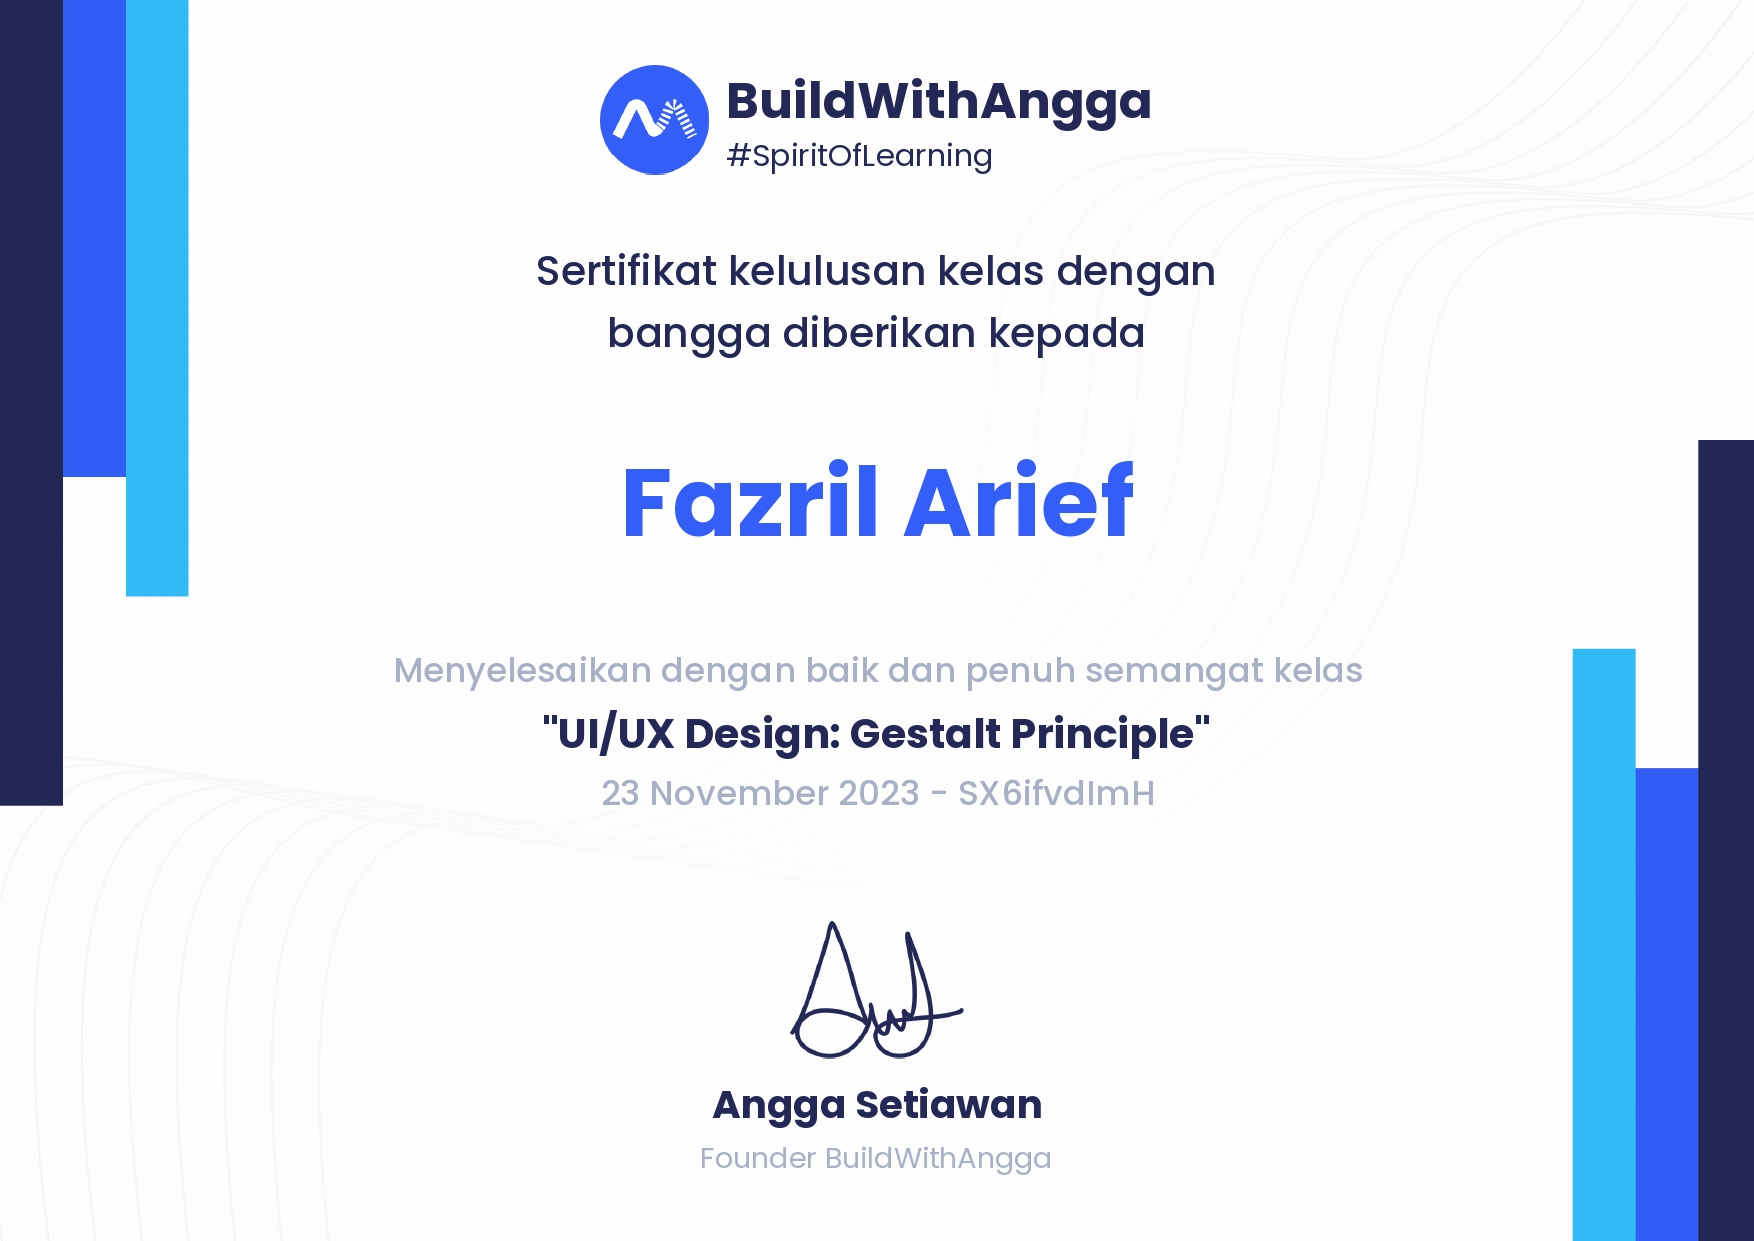 BuildWithAngga
#SpiritOfLearning
Sertifikat kelulusan kelas dengan
bangga diberikan kepada
Fazril Arief
Menyelesaikan dengan baik dan penuh semangat kelas
"UI/UX Design: Gestalt Principle"
23 November 2023 - SX6ifvdImH
Angga Setiawan
Founder BuildWithAngga